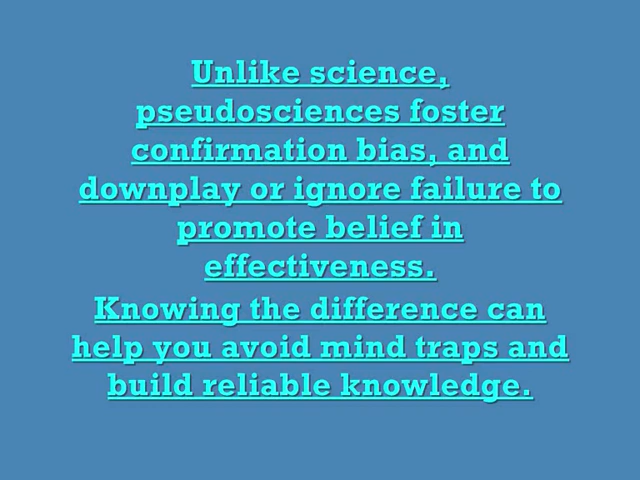 Unlike science,
pseudosciences foster
confirmation bias, and
downplay or ignore failure to
promote belief in
effectiveness.
Knowing the difference can
help you avoid mind traps and
build reliable knowledge.